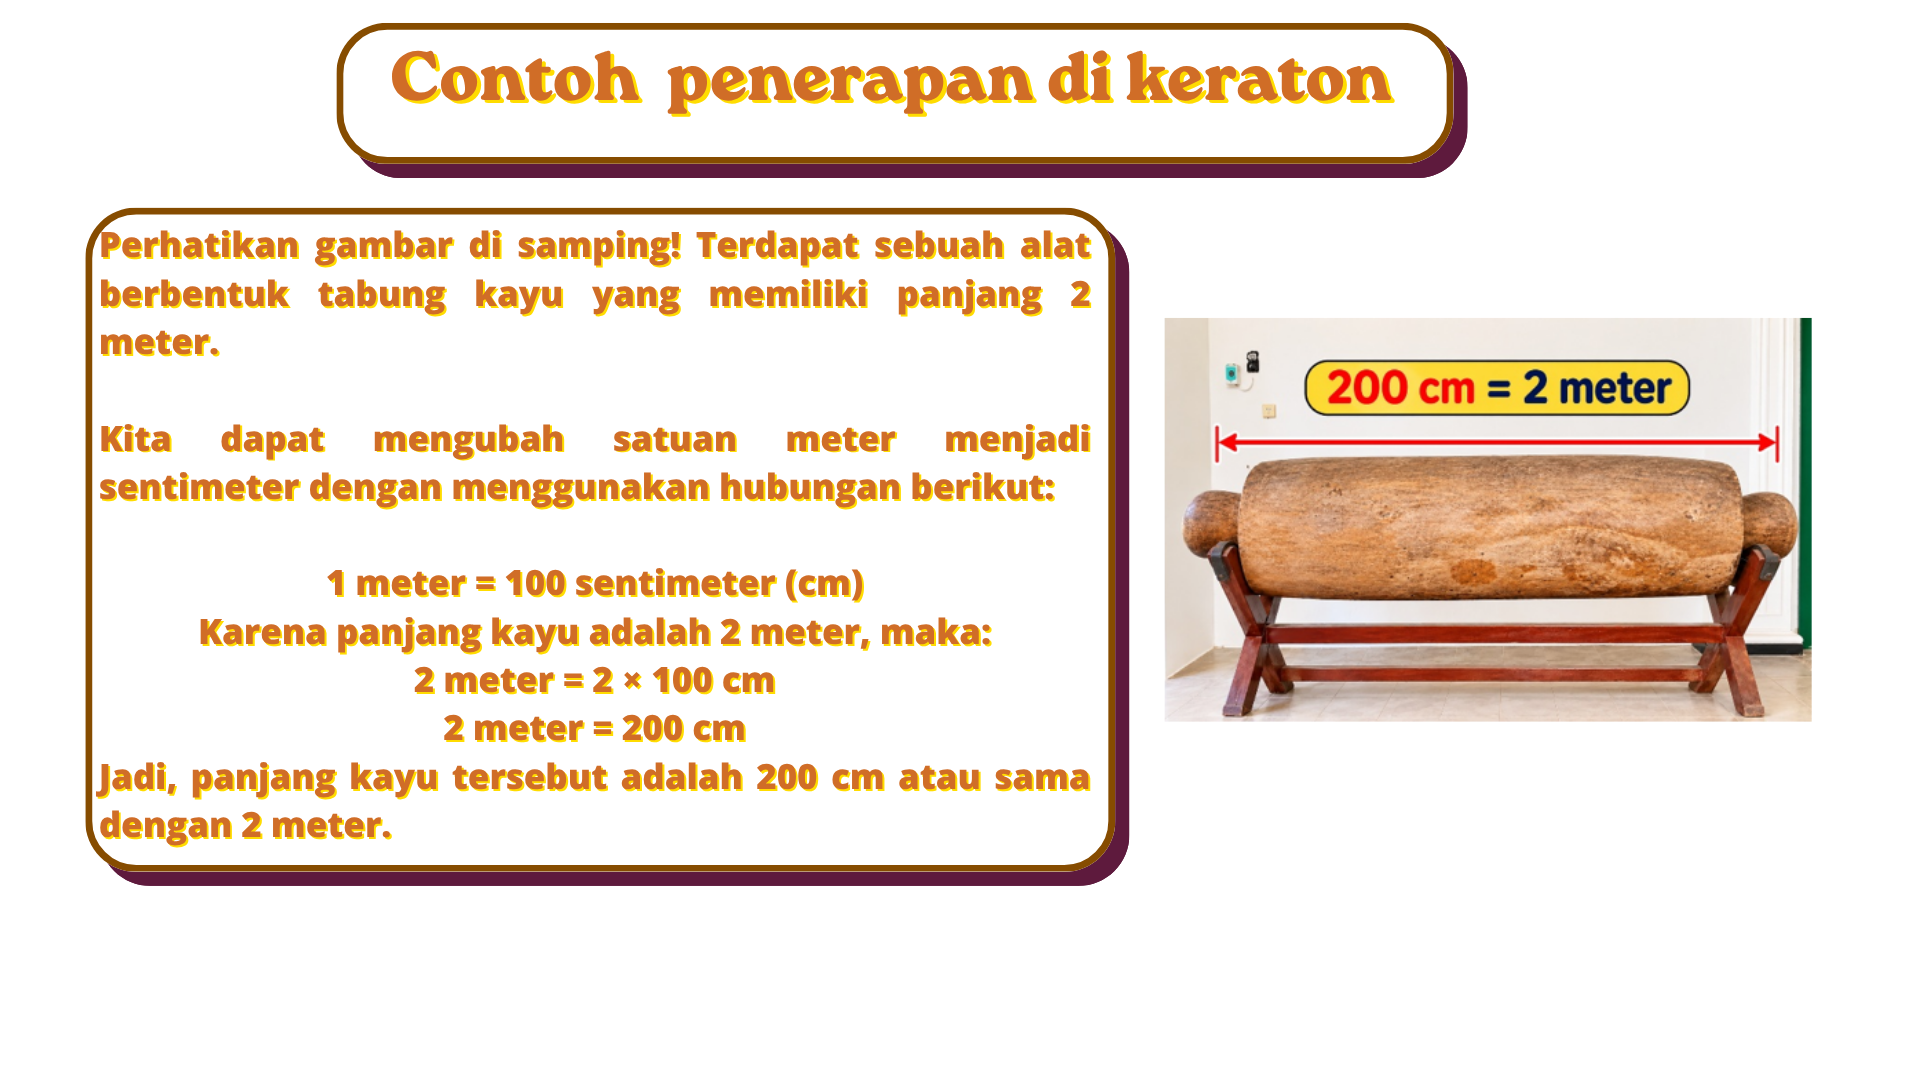 Contoh penerapan di keraton
Perhatikan gambar di samping! Terdapat sebuah alat
berbentuk tabung kayu yang memiliki panjang 2
meter.
Kita dapat mengubah satuan meter menjadi
sentimeter dengan menggunakan hubungan berikut:
1 meter = 100 sentimeter (cm)
Karena panjang kayu adalah 2 meter, maka:
2 meter = 2 × 100 cm
2 meter = 200 cm
Jadi, panjang kayu tersebut adalah 200 cm atau sama
dengan 2 meter.
200 cm = 2 meter